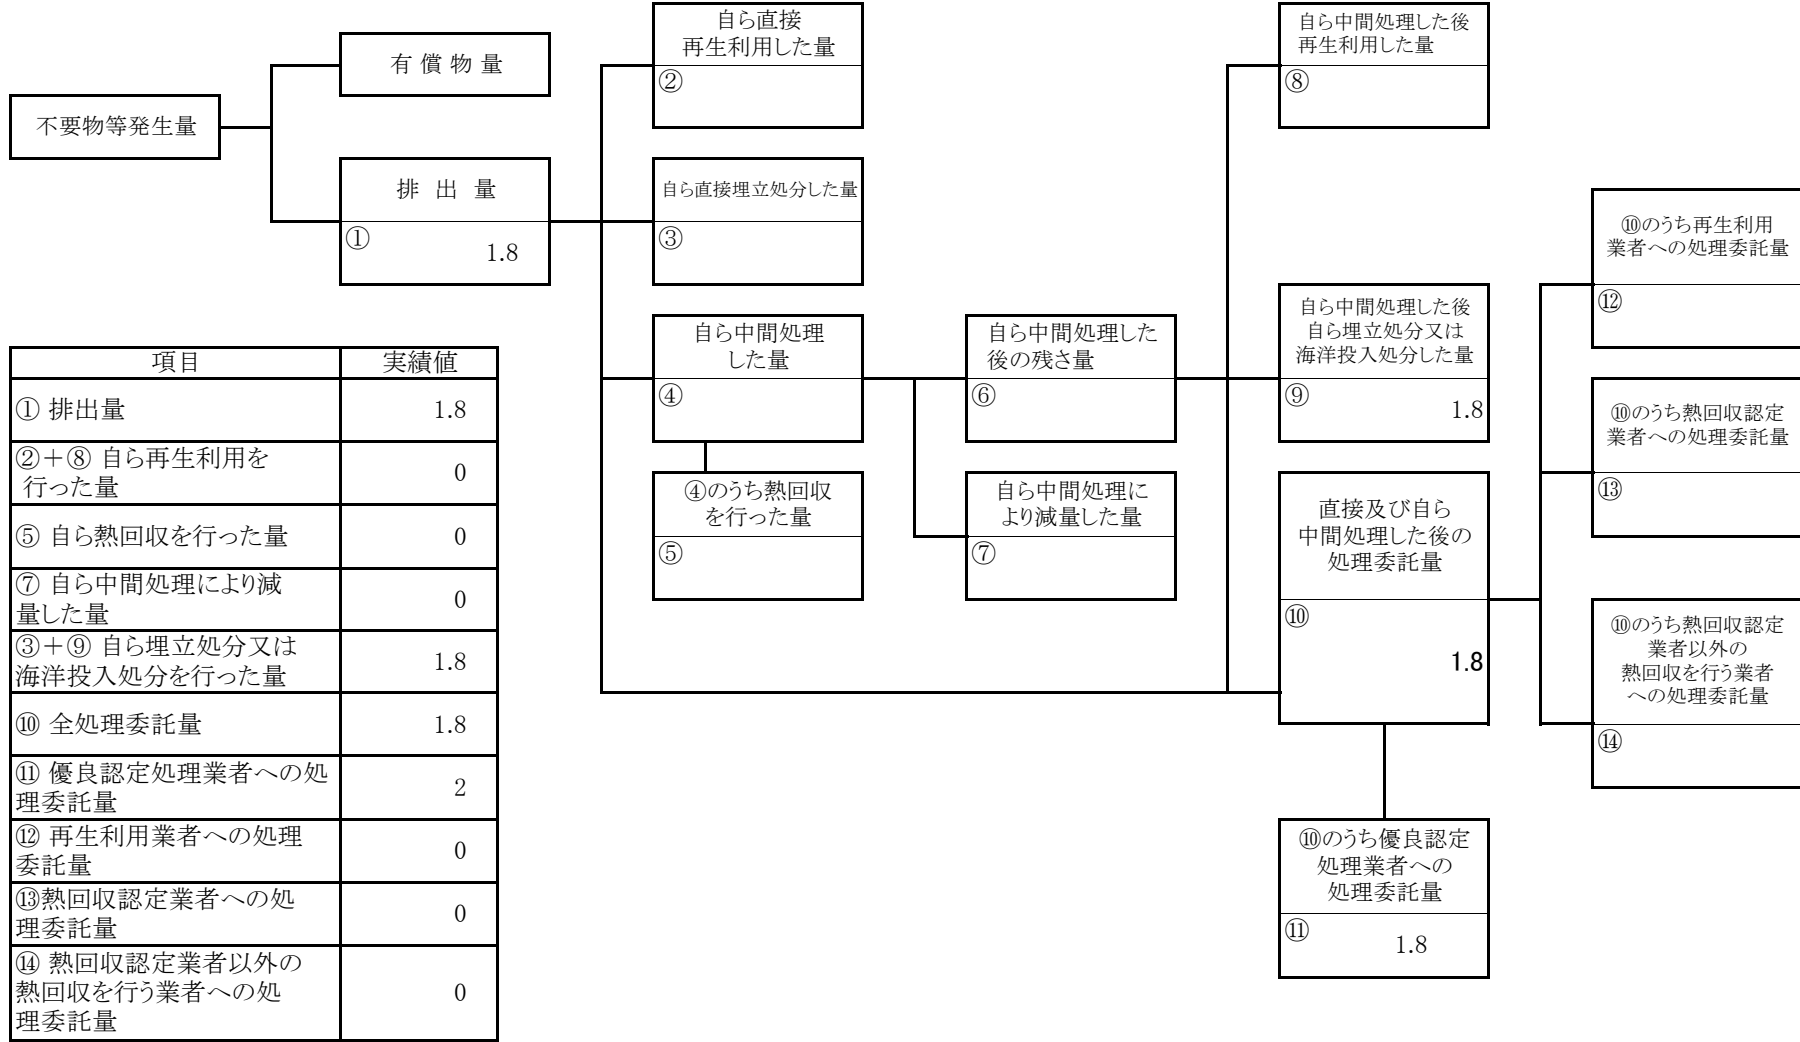 不要物等発生量
有 償 物 量
排 出 量
①
1.8
自ら直接
再生利用した量
②
自ら直接埋立処分した量
③
自ら中間処理
した量
④
④のうち熱回収
を行った量
⑤
自ら中間処理した
後の残さ量
⑥
自ら中間処理に
より減量した量
⑦
自ら中間処理した後
再生利用した量
⑧
自ら中間処理した後
自ら埋立処分又は
海洋投入処分した量
⑨
1.8
直接及び自ら
中間処理した後の
処理委託量
⑩
1.8
⑩のうち優良認定
処理業者への
処理委託量
⑪
1.8
⑩のうち再生利用
業者への処理委託量
⑫
⑩のうち熱回収認定
業者への処理委託量
⑬
⑩のうち熱回収認定
業者以外の
熱回収を行う業者
への処理委託量
⑭
項目 実績値
① 排出量 1.8
②＋⑧ 自ら再生利用を
行った量 0
⑤ 自ら熱回収を行った量 0
⑦ 自ら中間処理により減
量した量 0
③＋⑨ 自ら埋立処分又は
海洋投入処分を行った量 1.8
⑩ 全処理委託量 1.8
⑪ 優良認定処理業者への処
理委託量 2
⑫ 再生利用業者への処理
委託量 0
⑬熱回収認定業者への処
理委託量 0
⑭ 熱回収認定業者以外の
熱回収を行う業者への処
理委託量 0